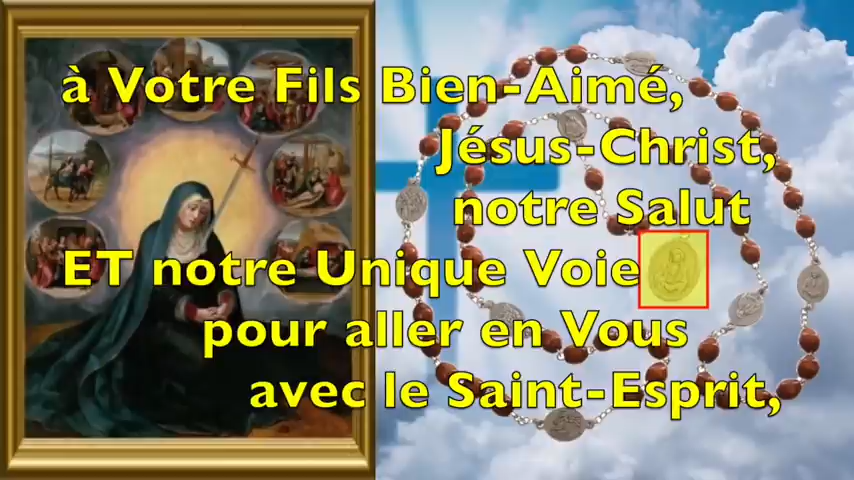 à Votre Fils Bien-Aimé,
Jésus-Christ,
notre Salut
ET notre Unique Voie
pour aller en Vous
avec le Saint-Esprit,